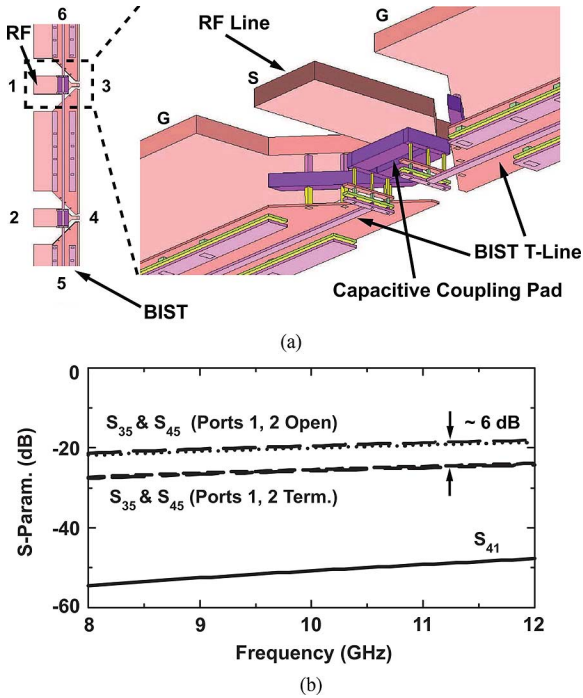 6
RF
1
3
2
4
5
BIST
RF Line
G
S
G
BIST T-Line
Capacitive Coupling Pad
(a)
0
-20
-40
-60
S-Param. (dB)
S35 & S45 (Ports 1, 2 Open)
~ 6 dB
S35 & S45 (Ports 1, 2 Term.)
S41
8
9
10
11
12
Frequency (GHz)
(b)